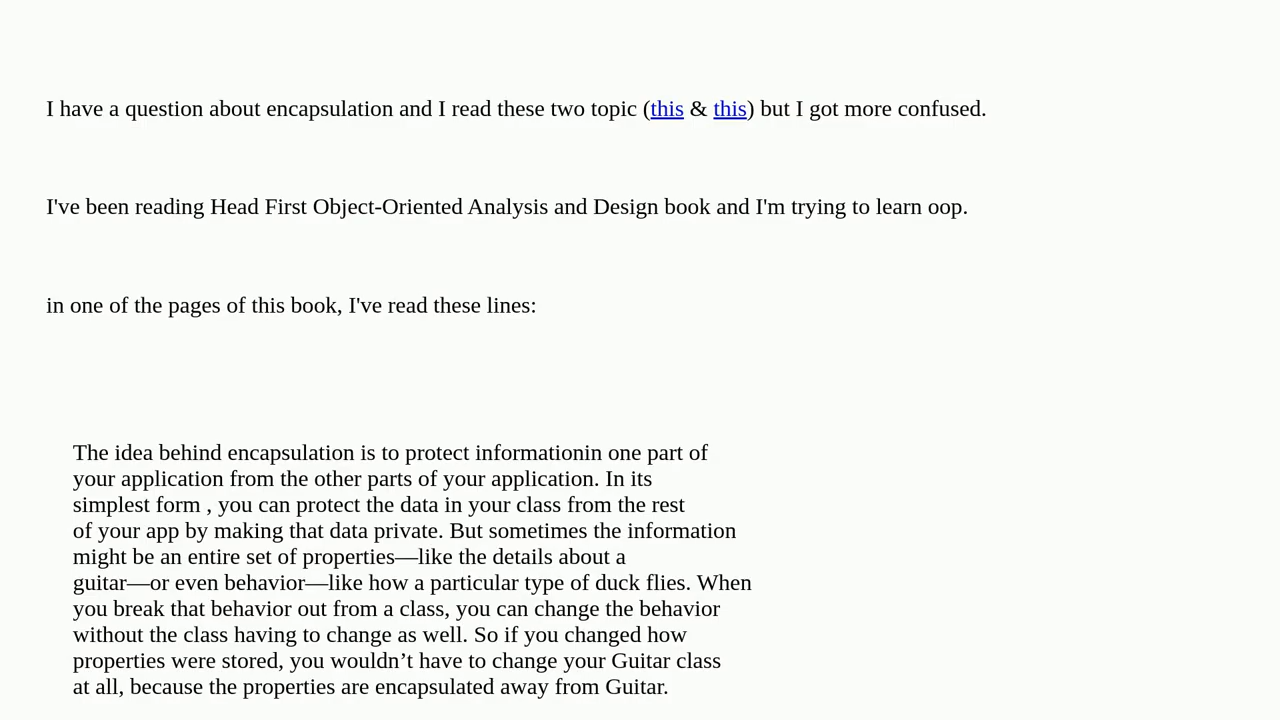 I have a question about encapsulation and I read these two topic (this & this) but I got more confused.
I've been reading Head First Object-Oriented Analysis and Design book and I'm trying to learn oop.
in one of the pages of this book, I've read these lines:
The idea behind encapsulation is to protect informationin one part of
your application from the other parts of your application. In its
simplest form , you can protect the data in your class from the rest
of your app by making that data private. But sometimes the information
might be an entire set of properties—like the details about a
guitar—or even behavior—like how a particular type of duck flies. When
you break that behavior out from a class, you can change the behavior
without the class having to change as well. So if you changed how
properties were stored, you wouldn’t have to change your Guitar class
at all, because the properties are encapsulated away from Guitar.